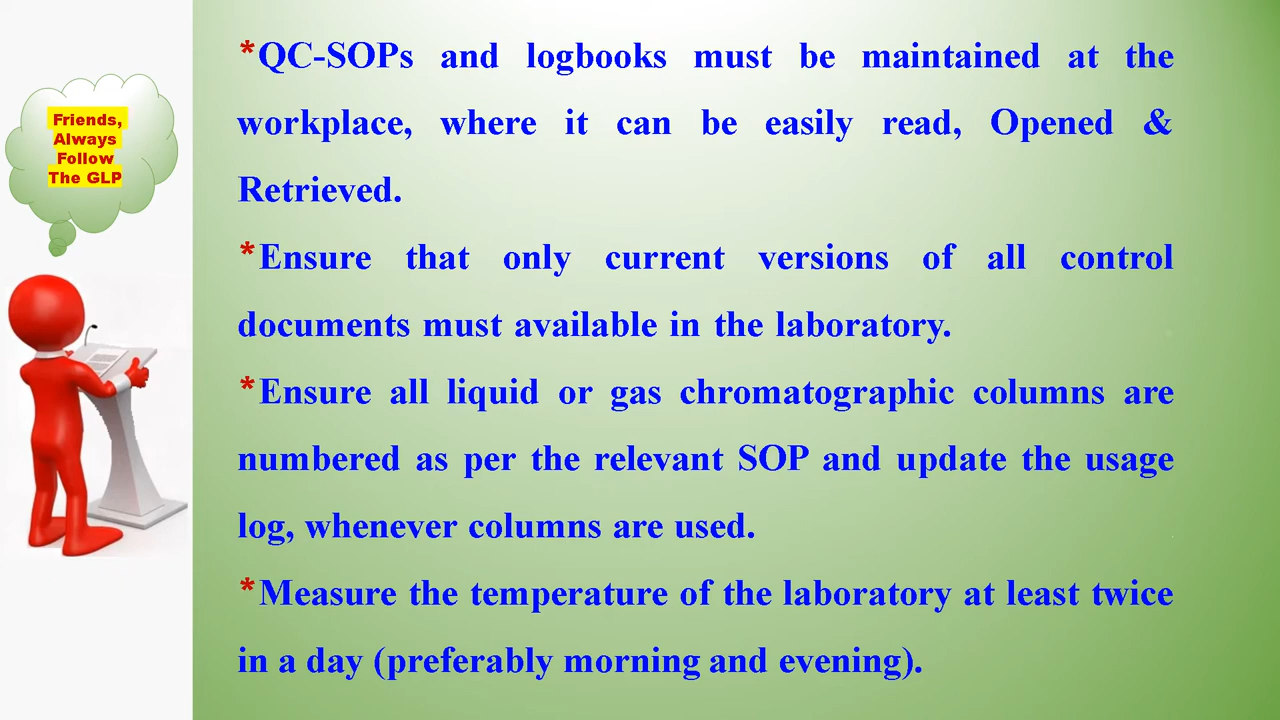 Friends,
Always
Follow
The GLP
*QC-SOPs and logbooks must be maintained at the
workplace, where it can be easily read, Opened &
Retrieved.
*Ensure that only current versions of all control
documents must available in the laboratory.
*Ensure all liquid or gas chromatographic columns are
numbered as per the relevant SOP and update the usage
log, whenever columns are used.
*Measure the temperature of the laboratory at least twice
in a day (preferably morning and evening).